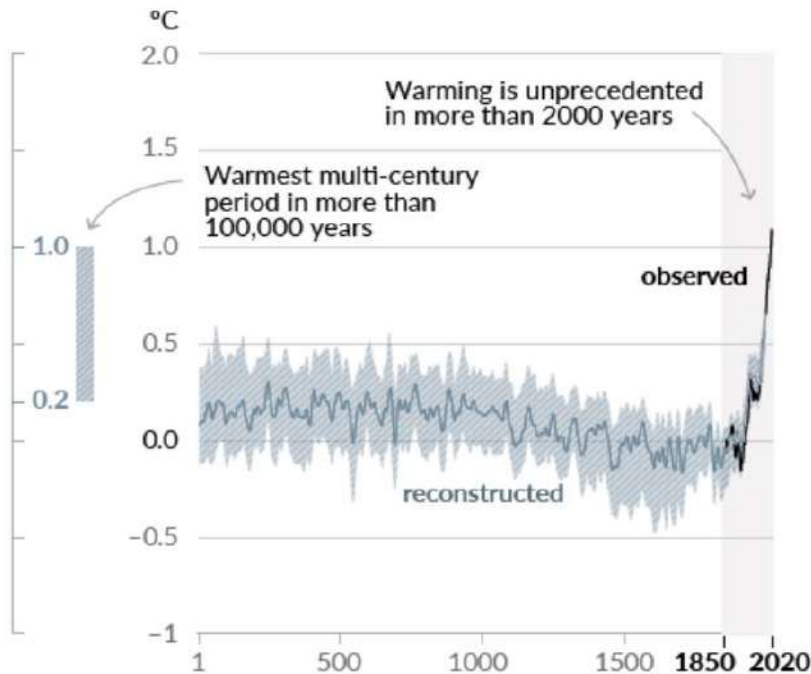 °C
2.0
Warming is unprecedented
in more than 2000 years
1.5
Warmest multi-century
period in more than
100,000 years
1.0
1.0
observed
0.5
0.2
0.0
reconstructed
–0.5
–1
1
500
1000
1500
1850
2020